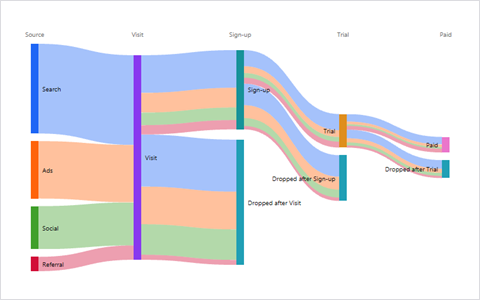 Source Visit Sign-up Trial Paid
Search
Sign-up
Trial
Paid
Visit
Ads
Dropped after Trial
Dropped after Sign-up
Dropped after Visit
Social
Referral